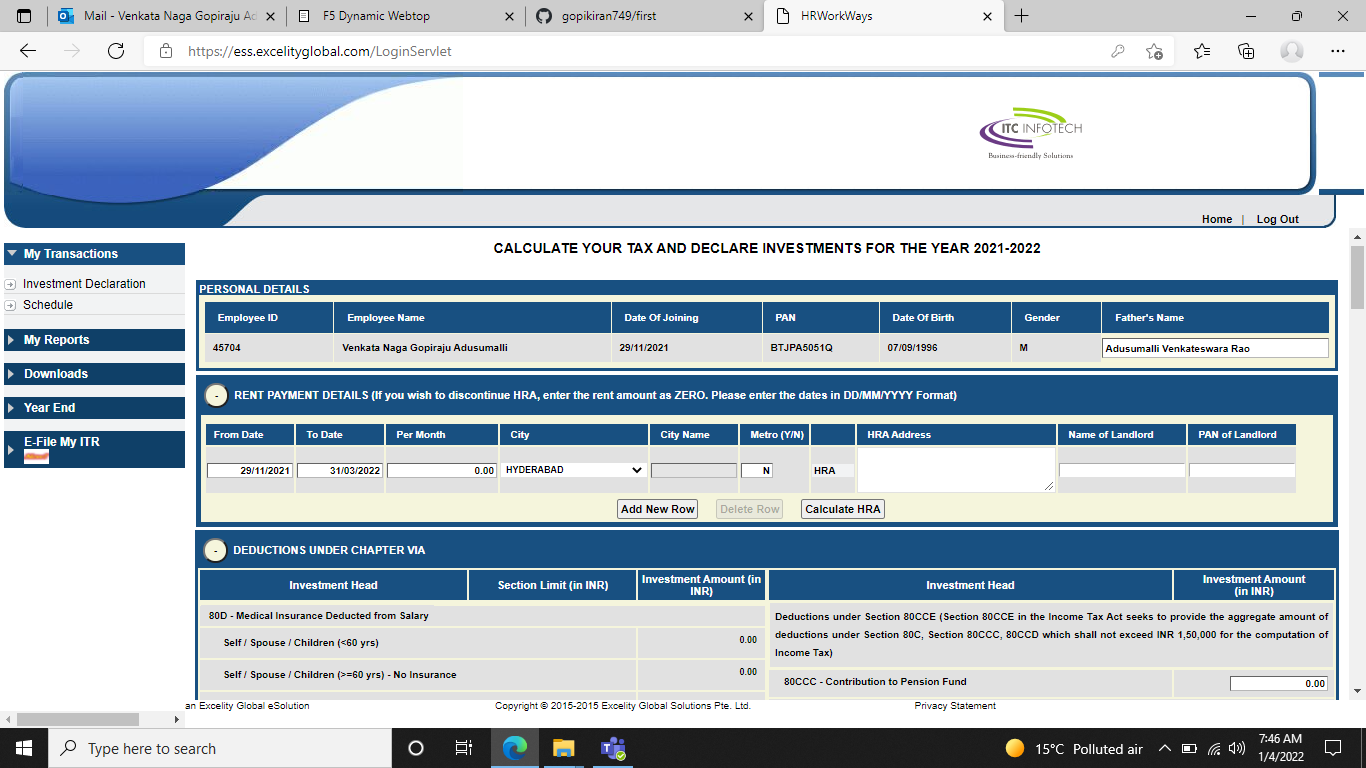 Mail - Venkata Naga Gopiraju Ad
F5 Dynamic Webtop
gopikiran749/first
HRWorkWays
https://ess.excelityglobal.com/LoginServlet
ITC INFOTECH
Business-friendly Solutions
Home | Log Out
My Transactions
Investment Declaration
Schedule
My Reports
Downloads
Year End
E-File My ITR
CALCULATE YOUR TAX AND DECLARE INVESTMENTS FOR THE YEAR 2021-2022
PERSONAL DETAILS
Employee ID Employee Name Date Of Joining PAN Date Of Birth Gender Father's Name
45704 Venkata Naga Gopiraju Adusumalli 29/11/2021 BTJPA5051Q 07/09/1996 M Adusumalli Venkateswara Rao
- RENT PAYMENT DETAILS (If you wish to discontinue HRA, enter the rent amount as ZERO. Please enter the dates in DD/MM/YYYY Format)
From Date To Date Per Month City City Name Metro (Y/N) HRA Address Name of Landlord PAN of Landlord
29/11/2021 31/03/2022 0.00 HYDERABAD N HRA
Add New Row Delete Row Calculate HRA
- DEDUCTIONS UNDER CHAPTER VIA
Investment Head Section Limit (in INR) Investment Amount (in
INR)
80D - Medical Insurance Deducted from Salary
Self / Spouse / Children (<60 yrs) 0.00
Self / Spouse / Children (>=60 yrs) - No Insurance 0.00
Investment Head Investment Amount
(in INR)
Deductions under Section 80CCE (Section 80CCE in the Income Tax Act seeks to provide the aggregate amount of
deductions under Section 80C, Section 80CCC, 80CCD which shall not exceed INR 1,50,000 for the computation of
Income Tax)
80CCC - Contribution to Pension Fund 0.00
an Excelity Global eSolution Copyright © 2015-2015 Excelity Global Solutions Pte. Ltd. Privacy Statement
Type here to search
15°C Polluted air
7:46 AM
1/4/2022